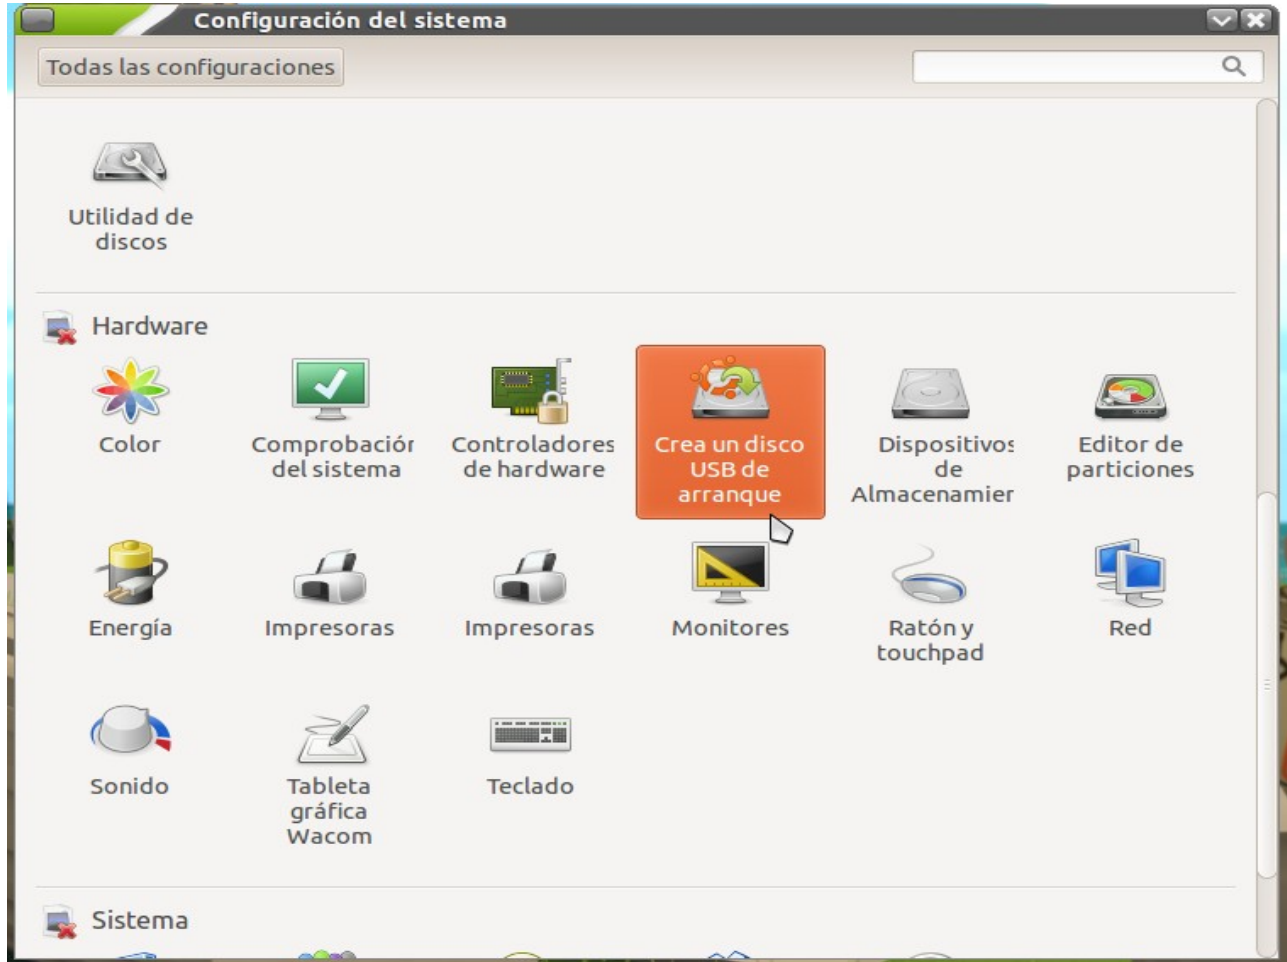 Configuración del sistema
Todas las configuraciones
Utilidad de
discos
Hardware
Color
Comprobación
del sistema
Controladores
de hardware
Crea un disco
USB de
arranque
Dispositivos
de
Almacenamier
Editor de
particiones
Energía
Impresoras
Impresoras
Monitores
Ratón y
touchpad
Red
Sonido
Tableta
gráfica
Wacom
Teclado
Sistema